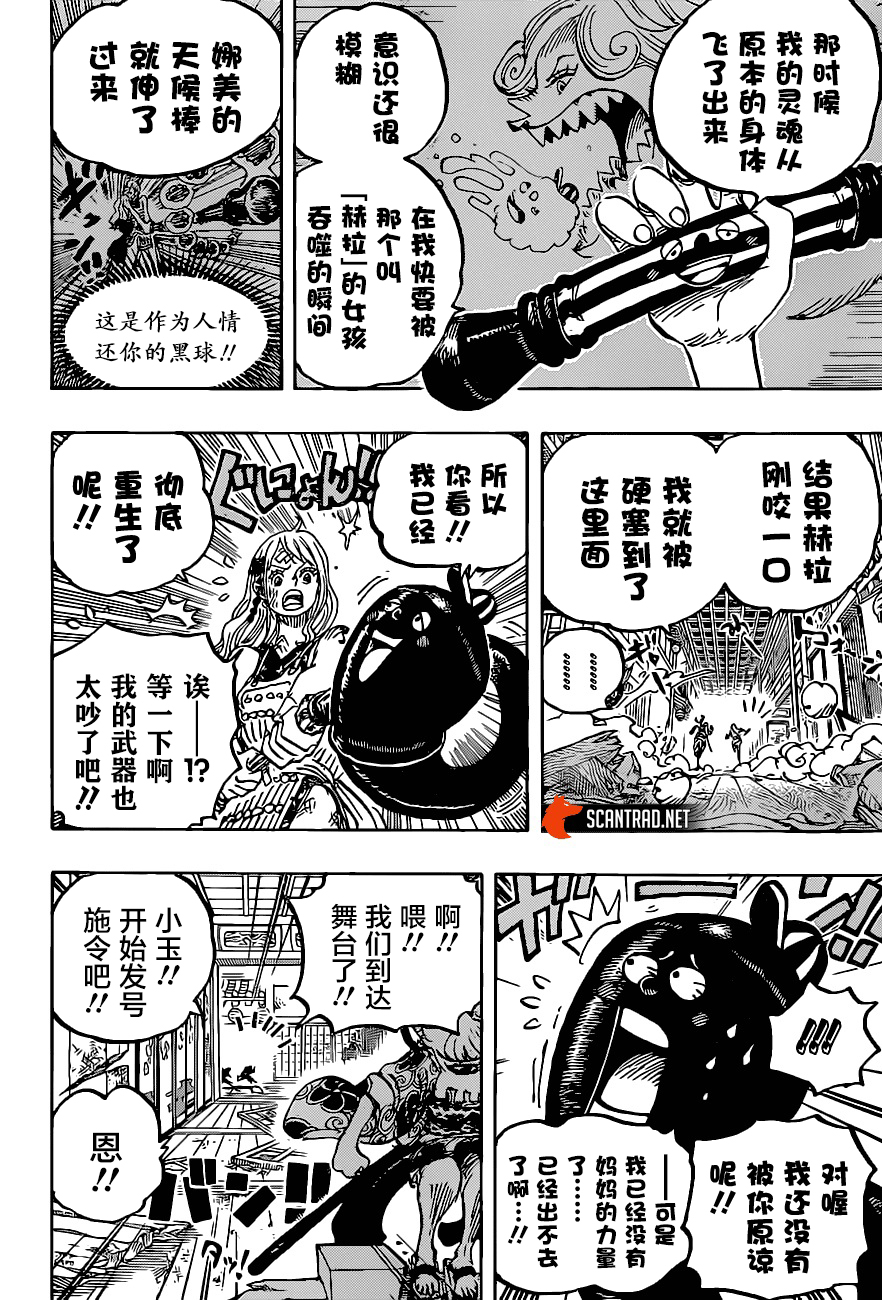 那时候
我的灵魂从
原本的身体
飞了出来
意识还很
模糊
在我快要被
那个叫
「赫拉」的女孩
吞噬的瞬间
娜美的
天候棒
就伸了
过来
这是作为人情
还你的黑球!!
结果赫拉
刚咬一口
我就被
硬塞到了
这里面
。。。。。。
。。。。。。
SCANTRAD.NET
所以
你看!!
我已经
彻底
重生了
呢!!
ぐにょん!!
诶——!?
等一下啊
我的武器也
太吵了吧!!
!!!
对喔
我还没有
被你原谅
呢!!
——可是
我已经没有
妈妈的力量
了……
已经出不去
了啊…!!
啊!!
喂!!
我们到达
舞台了!!
小玉!!
开始发号
施令吧!!
恩!!
バーン!!